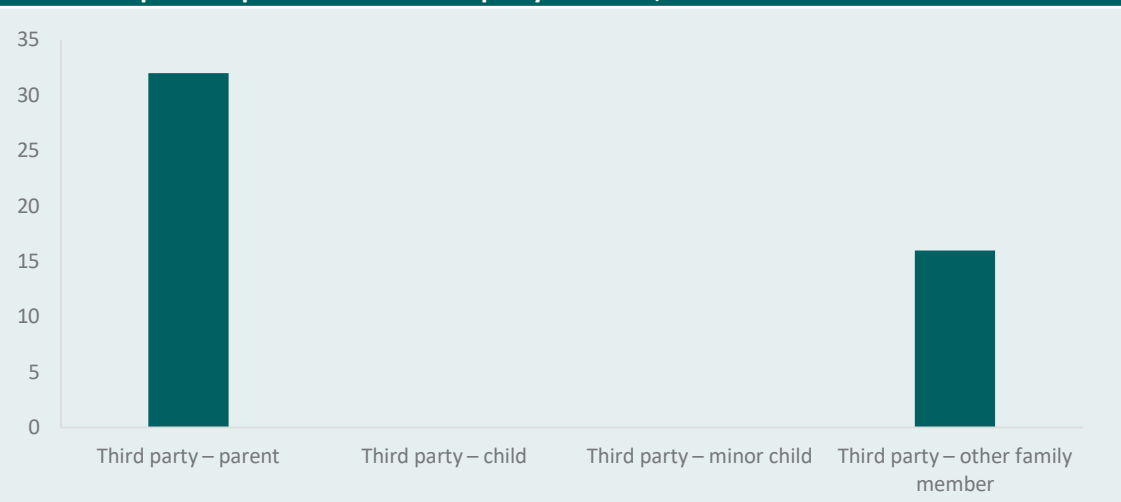 35
30
25
20
15
10
5
0
Third party – parent
Third party – child
Third party – minor child
Third party – other family
member